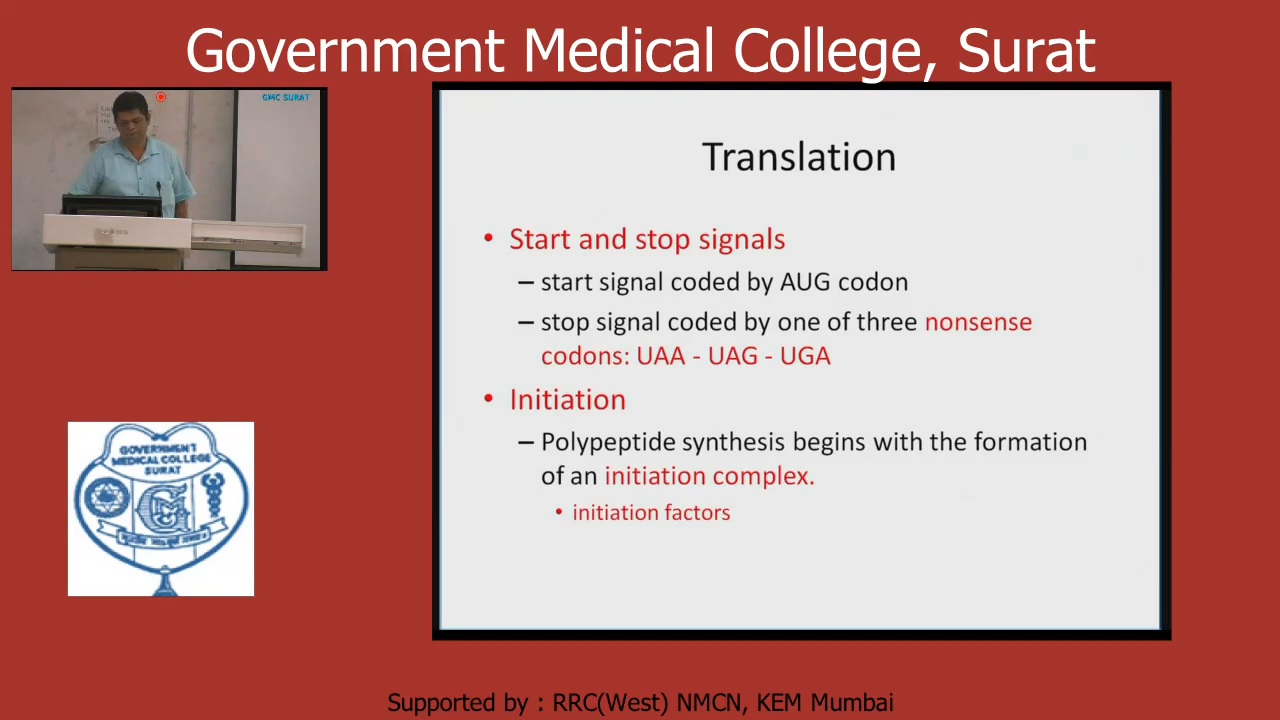 Government Medical College, Surat
GMC SURAT
Translation
• Start and stop signals
– start signal coded by AUG codon
– stop signal coded by one of three nonsense
codons: UAA - UAG - UGA
• Initiation
– Polypeptide synthesis begins with the formation
of an initiation complex.
• initiation factors
GOVERNMENT
MEDICAL COLLEGE
SURAT
Supported by : RRC(West) NMCN, KEM Mumbai